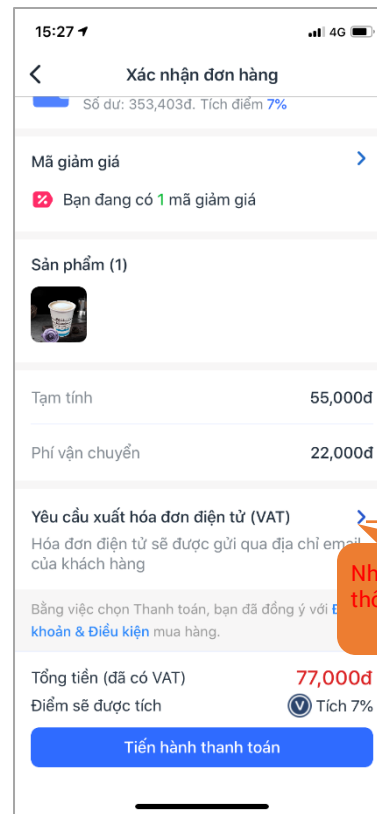 15:27
4G
Xác nhận đơn hàng
Số dư: 353,403đ. Tích điểm 7%
Mã giảm giá
Bạn đang có 1 mã giảm giá
Sản phẩm (1)
Tạm tính 55,000đ
Phí vận chuyển 22,000đ
Yêu cầu xuất hóa đơn điện tử (VAT)
Hóa đơn điện tử sẽ được gửi qua địa chỉ email
của khách hàng
Nh
thô
Bằng việc chọn Thanh toán, bạn đã đồng ý với
khoản & Điều kiện mua hàng.
Tổng tiền (đã có VAT) 77,000đ
Điểm sẽ được tích V Tích 7%
Tiến hành thanh toán